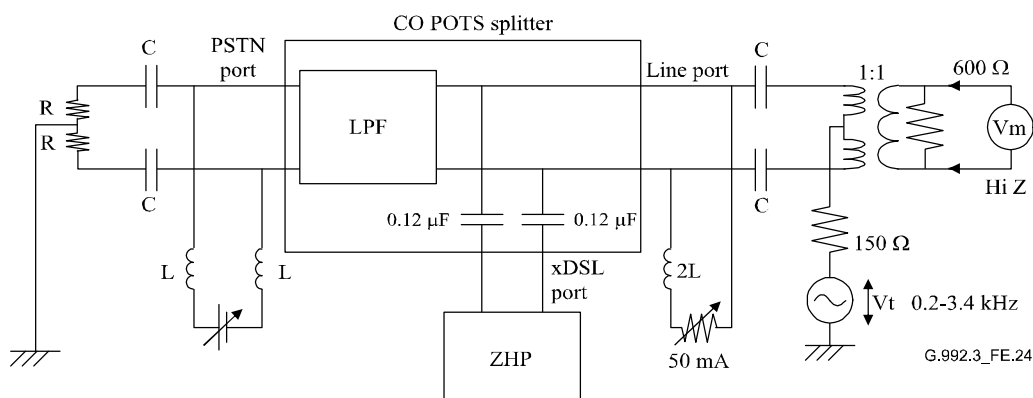 CO POTS splitter
C
PSTN
port
Line port
C
1:1
600 Ω
R
R
LPF
Vm
Hi Z
C
C
0.12 µF
0.12 µF
150 Ω
L
L
xDSL
port
2L
Vt 0.2-3.4 kHz
ZHP
50 mA
G.992.3_FE.24